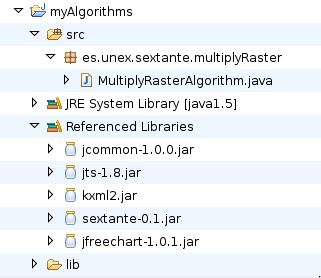 myAlgorithms
src
es.unex.sextante.multiplyRaster
MultiplyRasterAlgorithm.java
JRE System Library [java1.5]
Referenced Libraries
jcommon-1.0.0.jar
jts-1.8.jar
kxml2.jar
sextante-0.1.jar
jfreechart-1.0.1.jar
lib